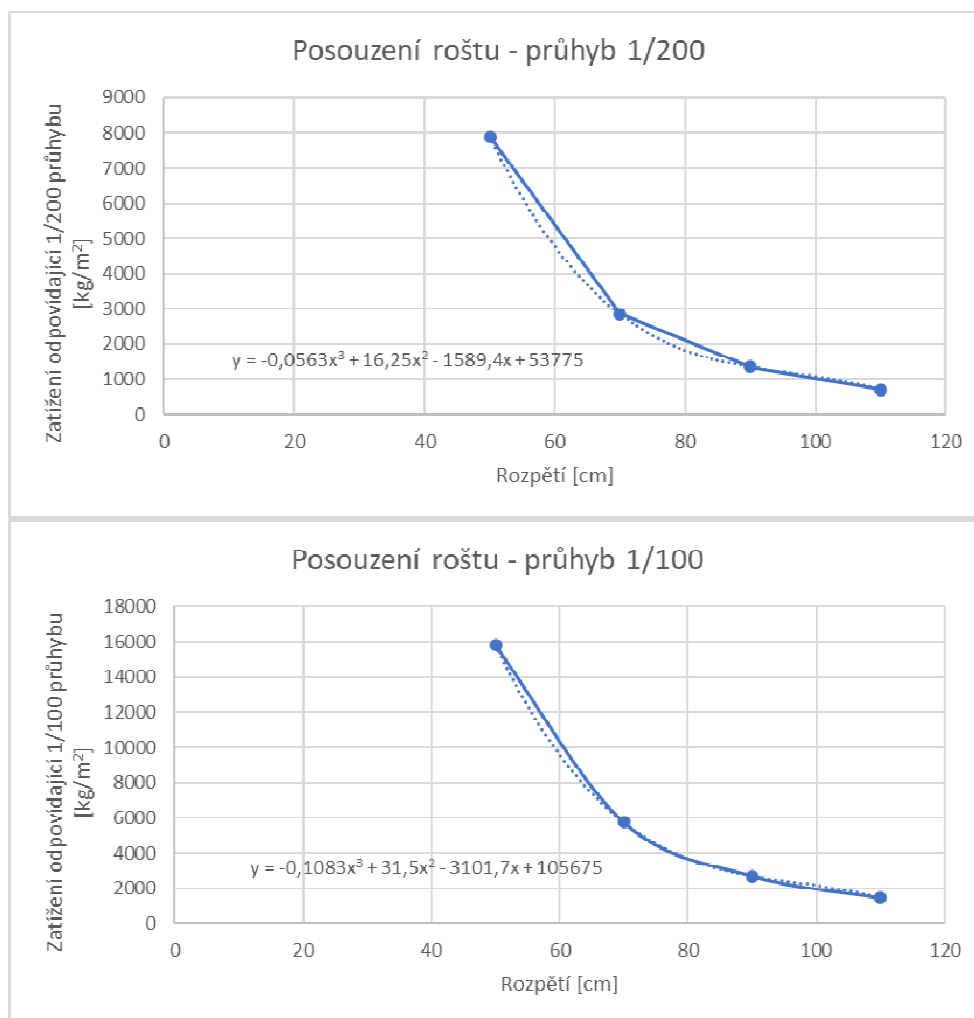 Posouzení roštu - průhyb 1/200
Zatížení odpovídající 1/200 průhybu
[kg/m²]
9000
8000
7000
6000
5000
4000
3000
2000
1000
0
y = -0,0563x³ + 16,25x² - 1589,4x + 53775
0 20 40 60 80 100 120
Rozpětí [cm]
Posouzení roštu - průhyb 1/100
Zatížení odpovídající 1/100 průhybu
[kg/m²]
18000
16000
14000
12000
10000
8000
6000
4000
2000
0
y = -0,1083x³ + 31,5x² - 3101,7x + 105675
0 20 40 60 80 100 120
Rozpětí [cm]